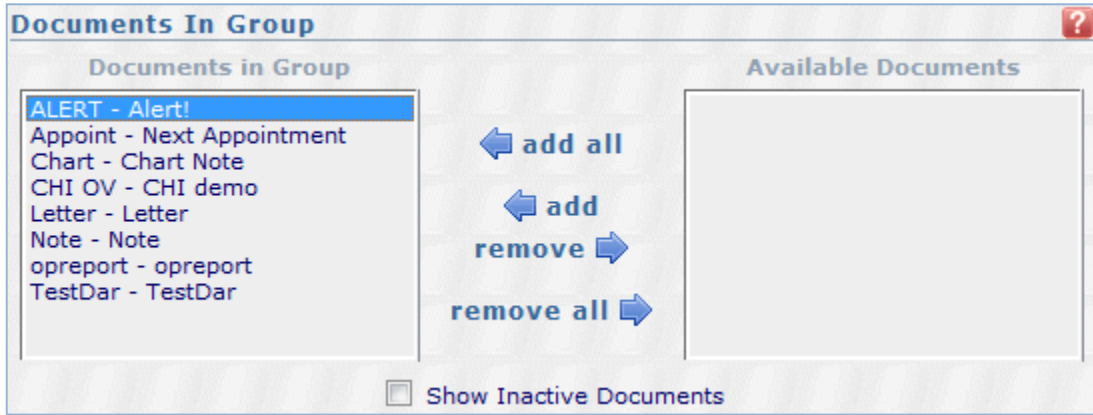 Documents In Group
?
Documents in Group
Available Documents
ALERT - Alert!
Appoint - Next Appointment
Chart - Chart Note
CHI OV - CHI demo
Letter - Letter
Note - Note
opreport - opreport
TestDar - TestDar
add all
add
remove
remove all
Show Inactive Documents